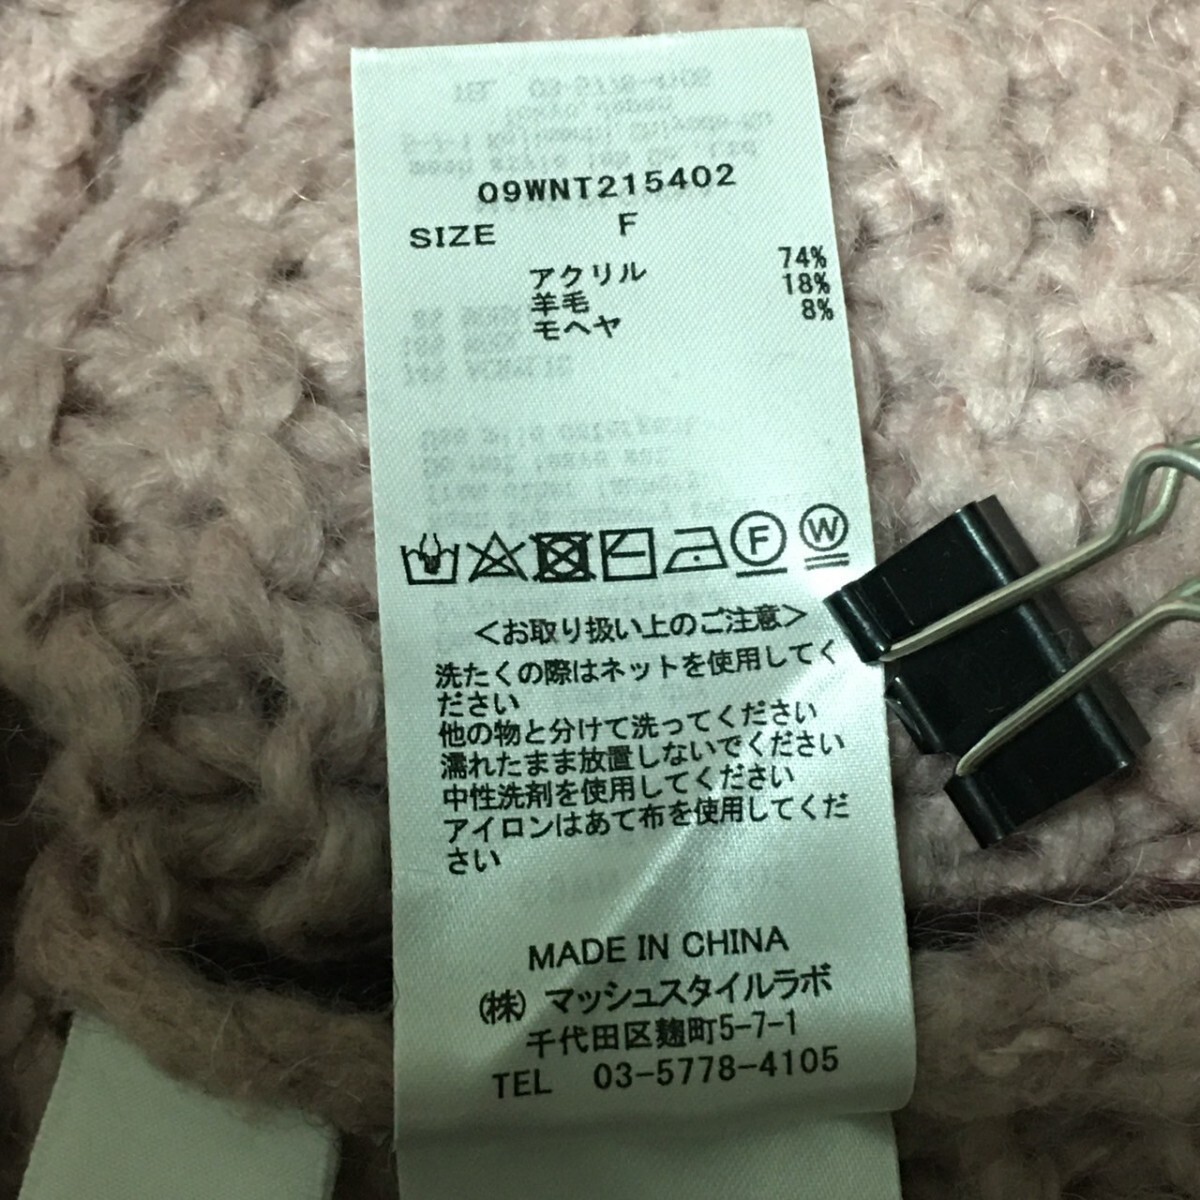 09WNT215402
SIZE F
アクリル 74%
羊毛 18%
モヘヤ 8%
F W
<お取り扱い上のご注意>
洗たくの際はネットを使用してく
ださい
他の物と分けて洗ってください
濡れたまま放置しないでください
中性洗剤を使用してください
アイロンはあて布を使用してくだ
さい
MADE IN CHINA
(株) マッシュスタイルラボ
千代田区麹町5-7-1
TEL 03-5778-4105